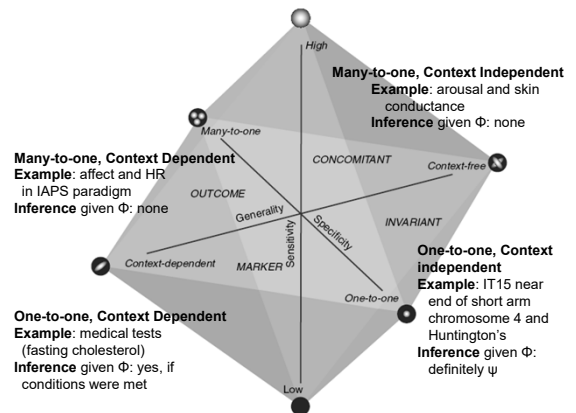 High
Many-to-one, Context Independent
Example: arousal and skin
conductance
Inference given Φ: none
Many-to-one
Many-to-one, Context Dependent
Example: affect and HR
in IAPS paradigm
Inference given Φ: none
CONCOMITANT
Context-free
OUTCOME
Generality
Specificity
INVARIANT
Sensitivity
Context-dependent
MARKER
One-to-one
One-to-one, Context
independent
Example: IT15 near
end of short arm
chromosome 4 and
Huntington's
Inference given Φ:
definitely ψ
One-to-one, Context Dependent
Example: medical tests
(fasting cholesterol)
Inference given Φ: yes, if
conditions were met
Low